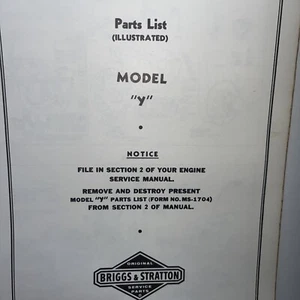 Parts List
(ILLUSTRATED)
MODEL
"Y"
NOTICE
FILE IN SECTION 2 OF YOUR ENGINE
SERVICE MANUAL.
REMOVE AND DESTROY PRESENT
MODEL "Y" PARTS LIST (FORM NO. MS-1704)
FROM SECTION 2 OF MANUAL.
ORIGINAL
BRIGGS & STRATTON
SERVICE
PARTS